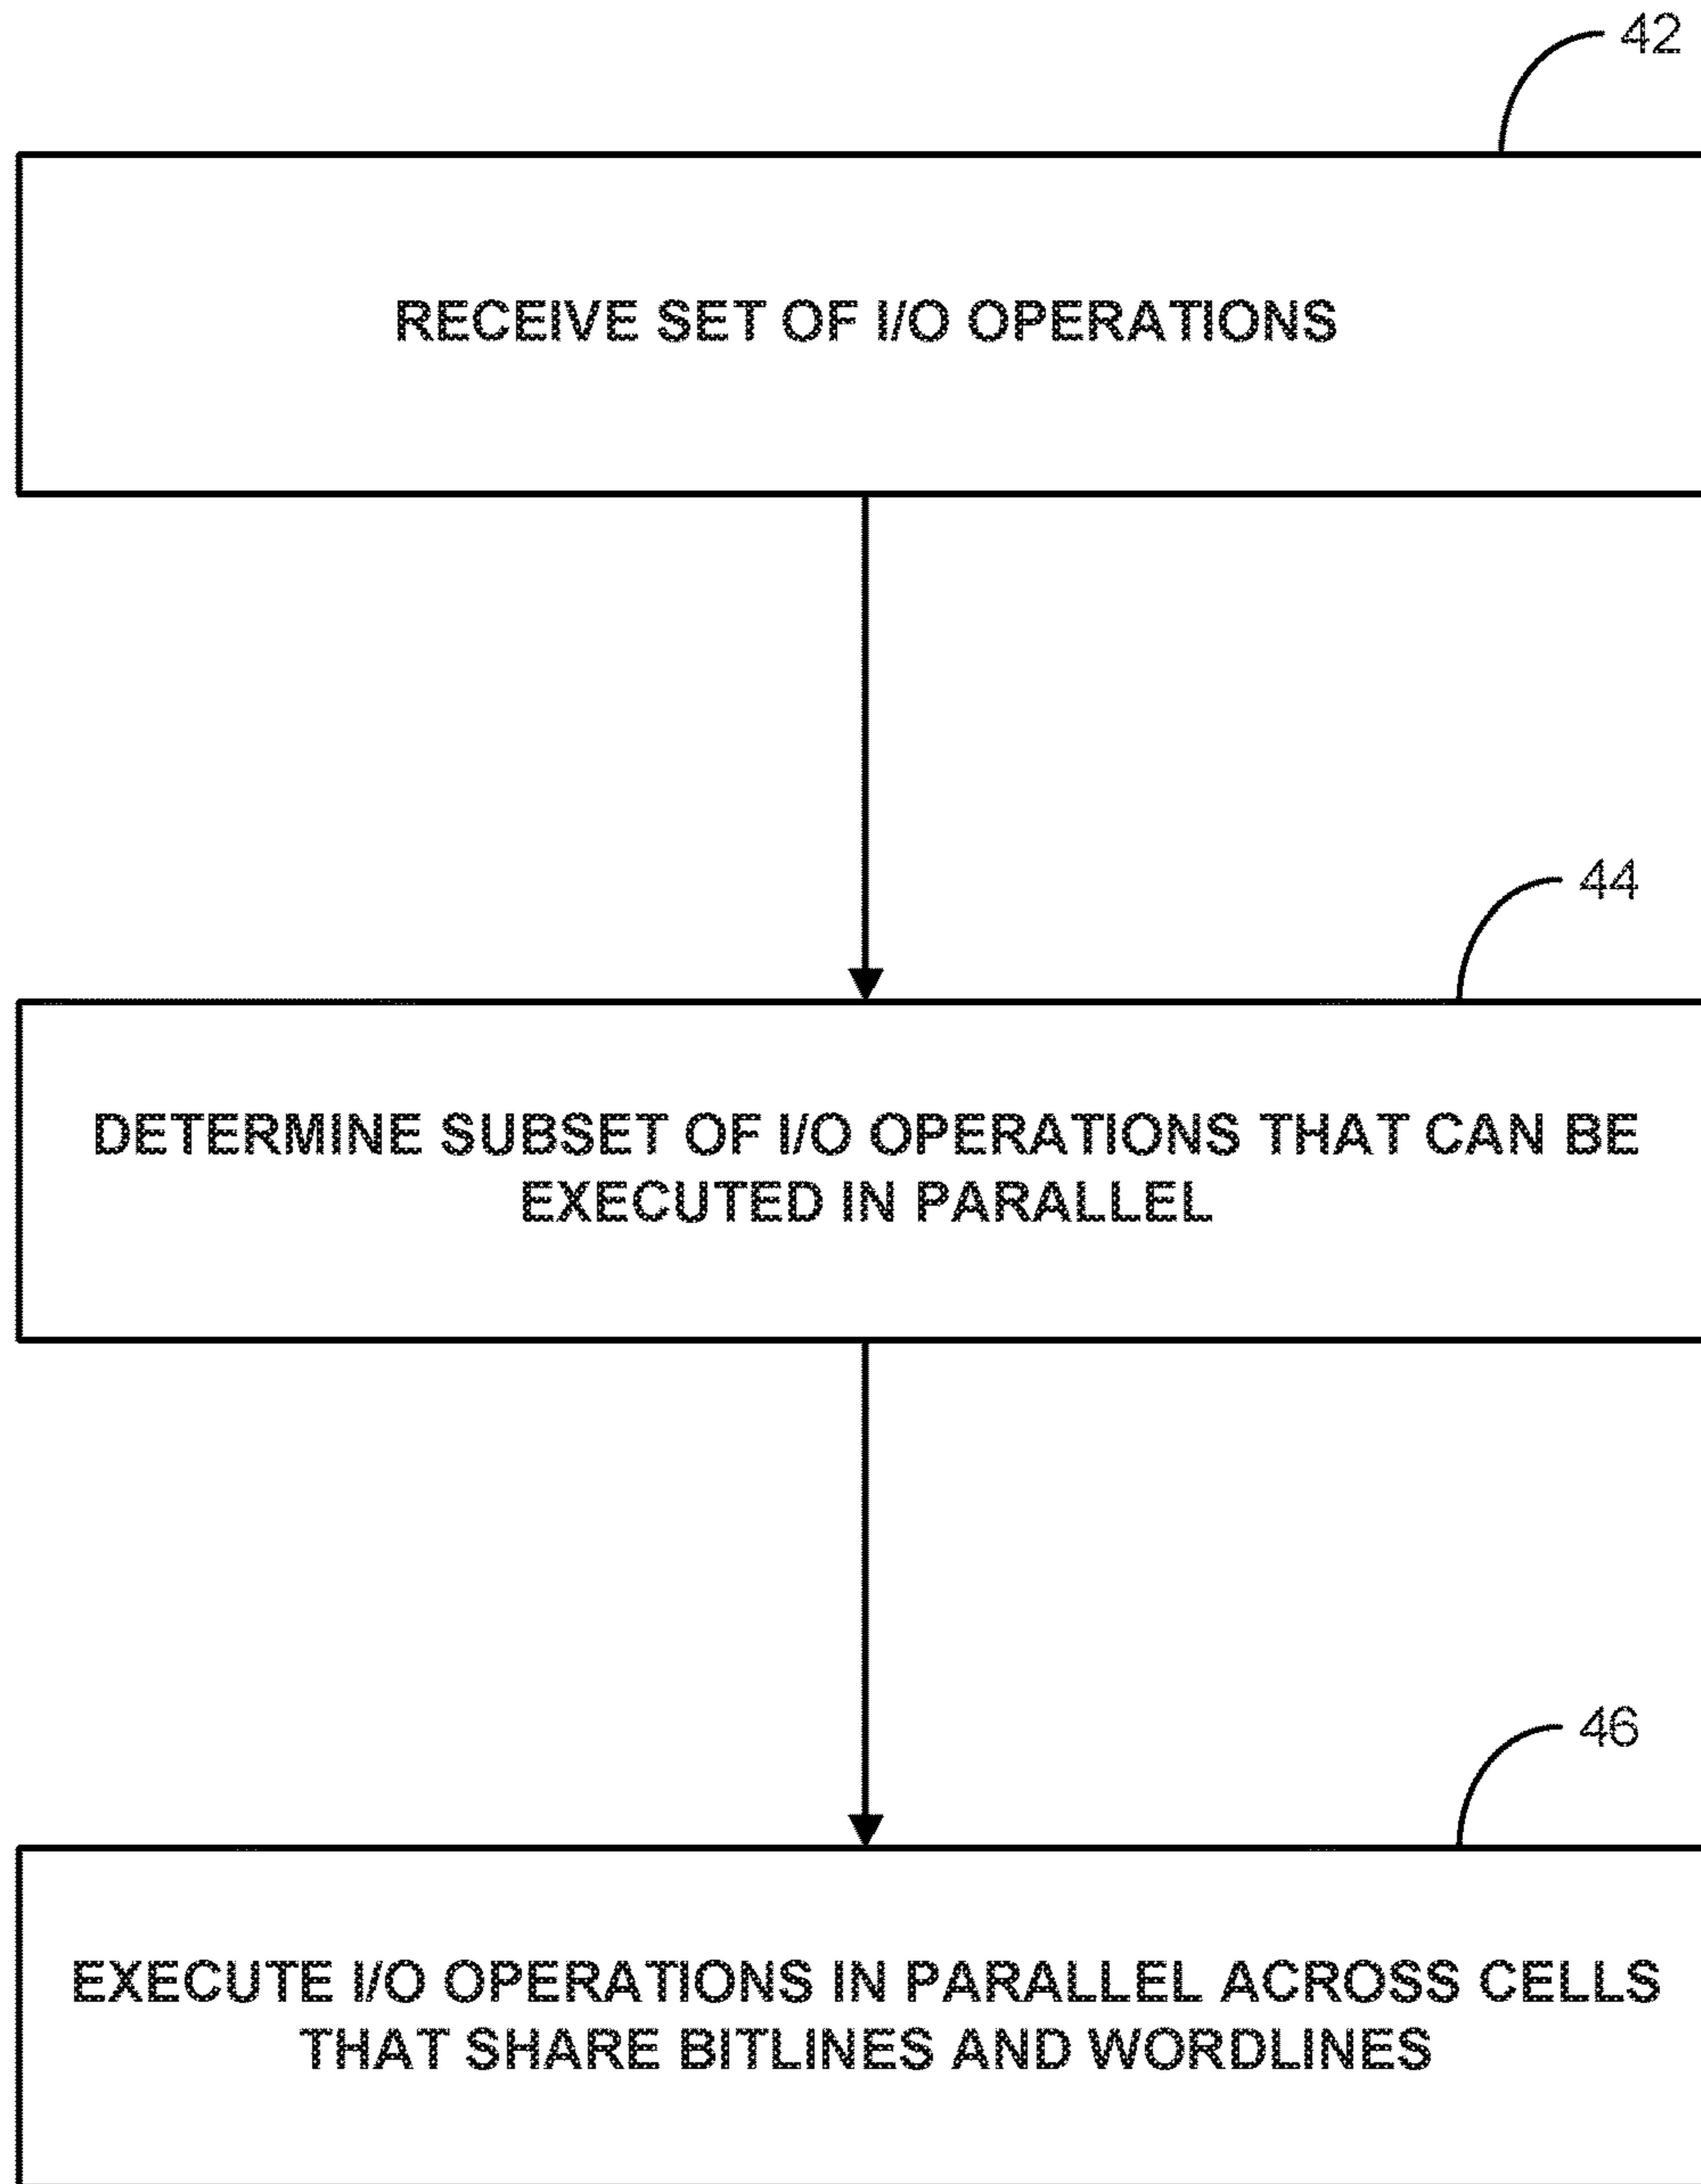 42
RECEIVE SET OF I/O OPERATIONS
44
DETERMINE SUBSET OF I/O OPERATIONS THAT CAN BE
EXECUTED IN PARALLEL
46
EXECUTE I/O OPERATIONS IN PARALLEL ACROSS CELLS
THAT SHARE BITLINES AND WORDLINES